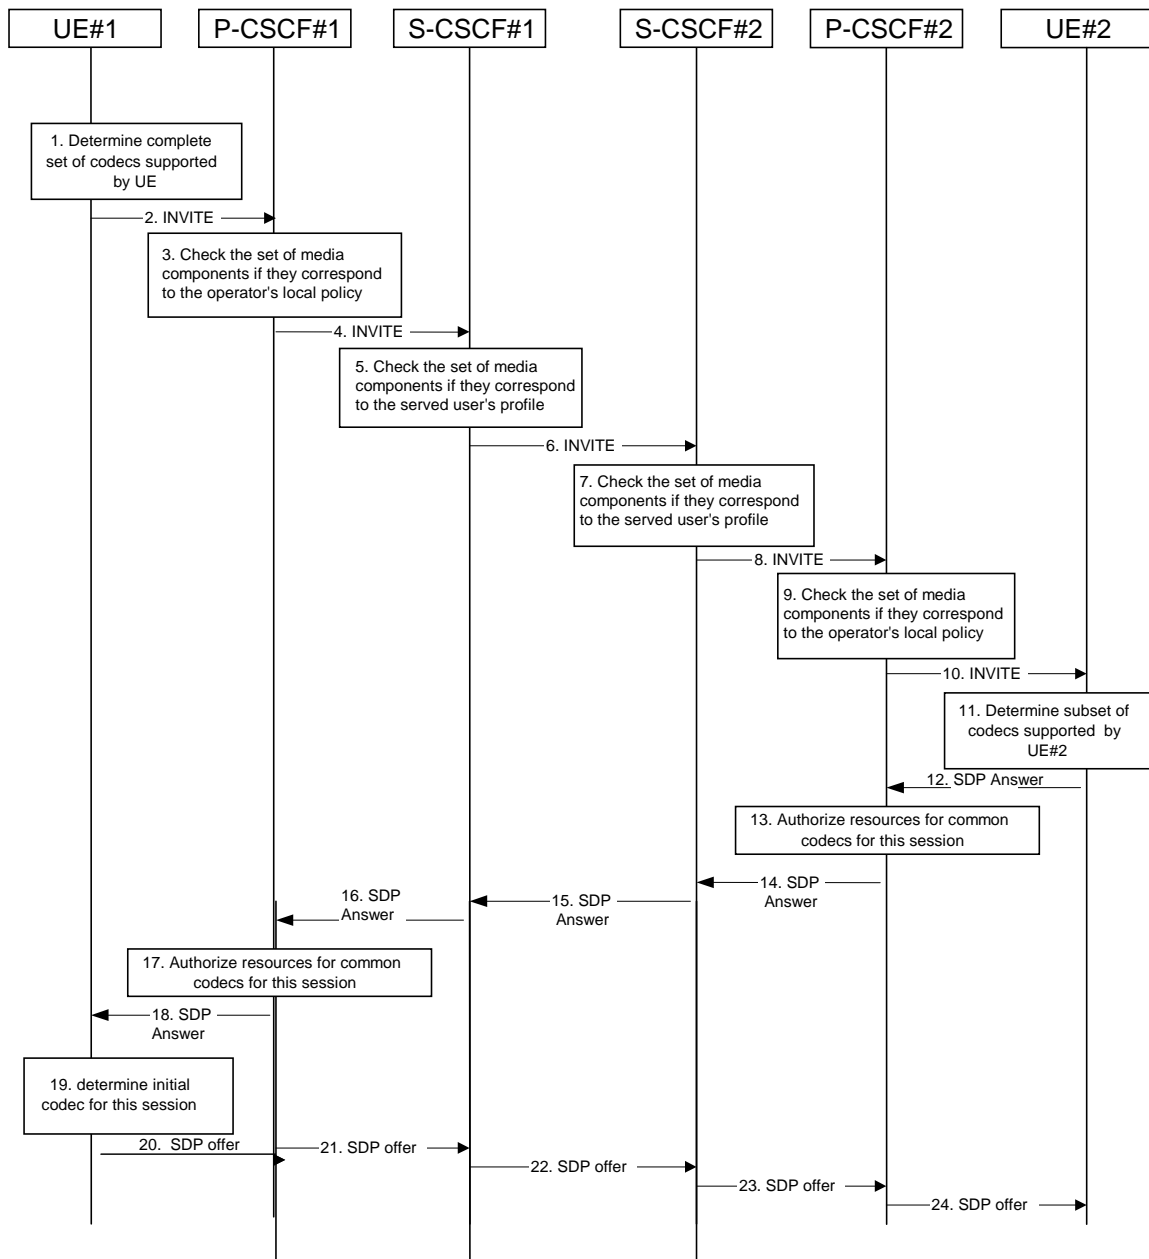 UE#1
P-CSCF#1
S-CSCF#1
S-CSCF#2
P-CSCF#2
UE#2
1. Determine complete
set of codecs supported
by UE
2. INVITE
3. Check the set of media
components if they correspond
to the operator's local policy
4. INVITE
5. Check the set of media
components if they correspond
to the served user's profile
6. INVITE
7. Check the set of media
components if they correspond
to the served user's profile
8. INVITE
9. Check the set of media
components if they correspond
to the operator's local policy
10. INVITE
11. Determine subset of
codecs supported by
UE#2
12. SDP Answer
13. Authorize resources for common
codecs for this session
14. SDP
Answer
15. SDP
Answer
16. SDP
Answer
17. Authorize resources for common
codecs for this session
18. SDP
Answer
19. determine initial
codec for this session
20. SDP offer
21. SDP offer
22. SDP offer
23. SDP offer
24. SDP offer